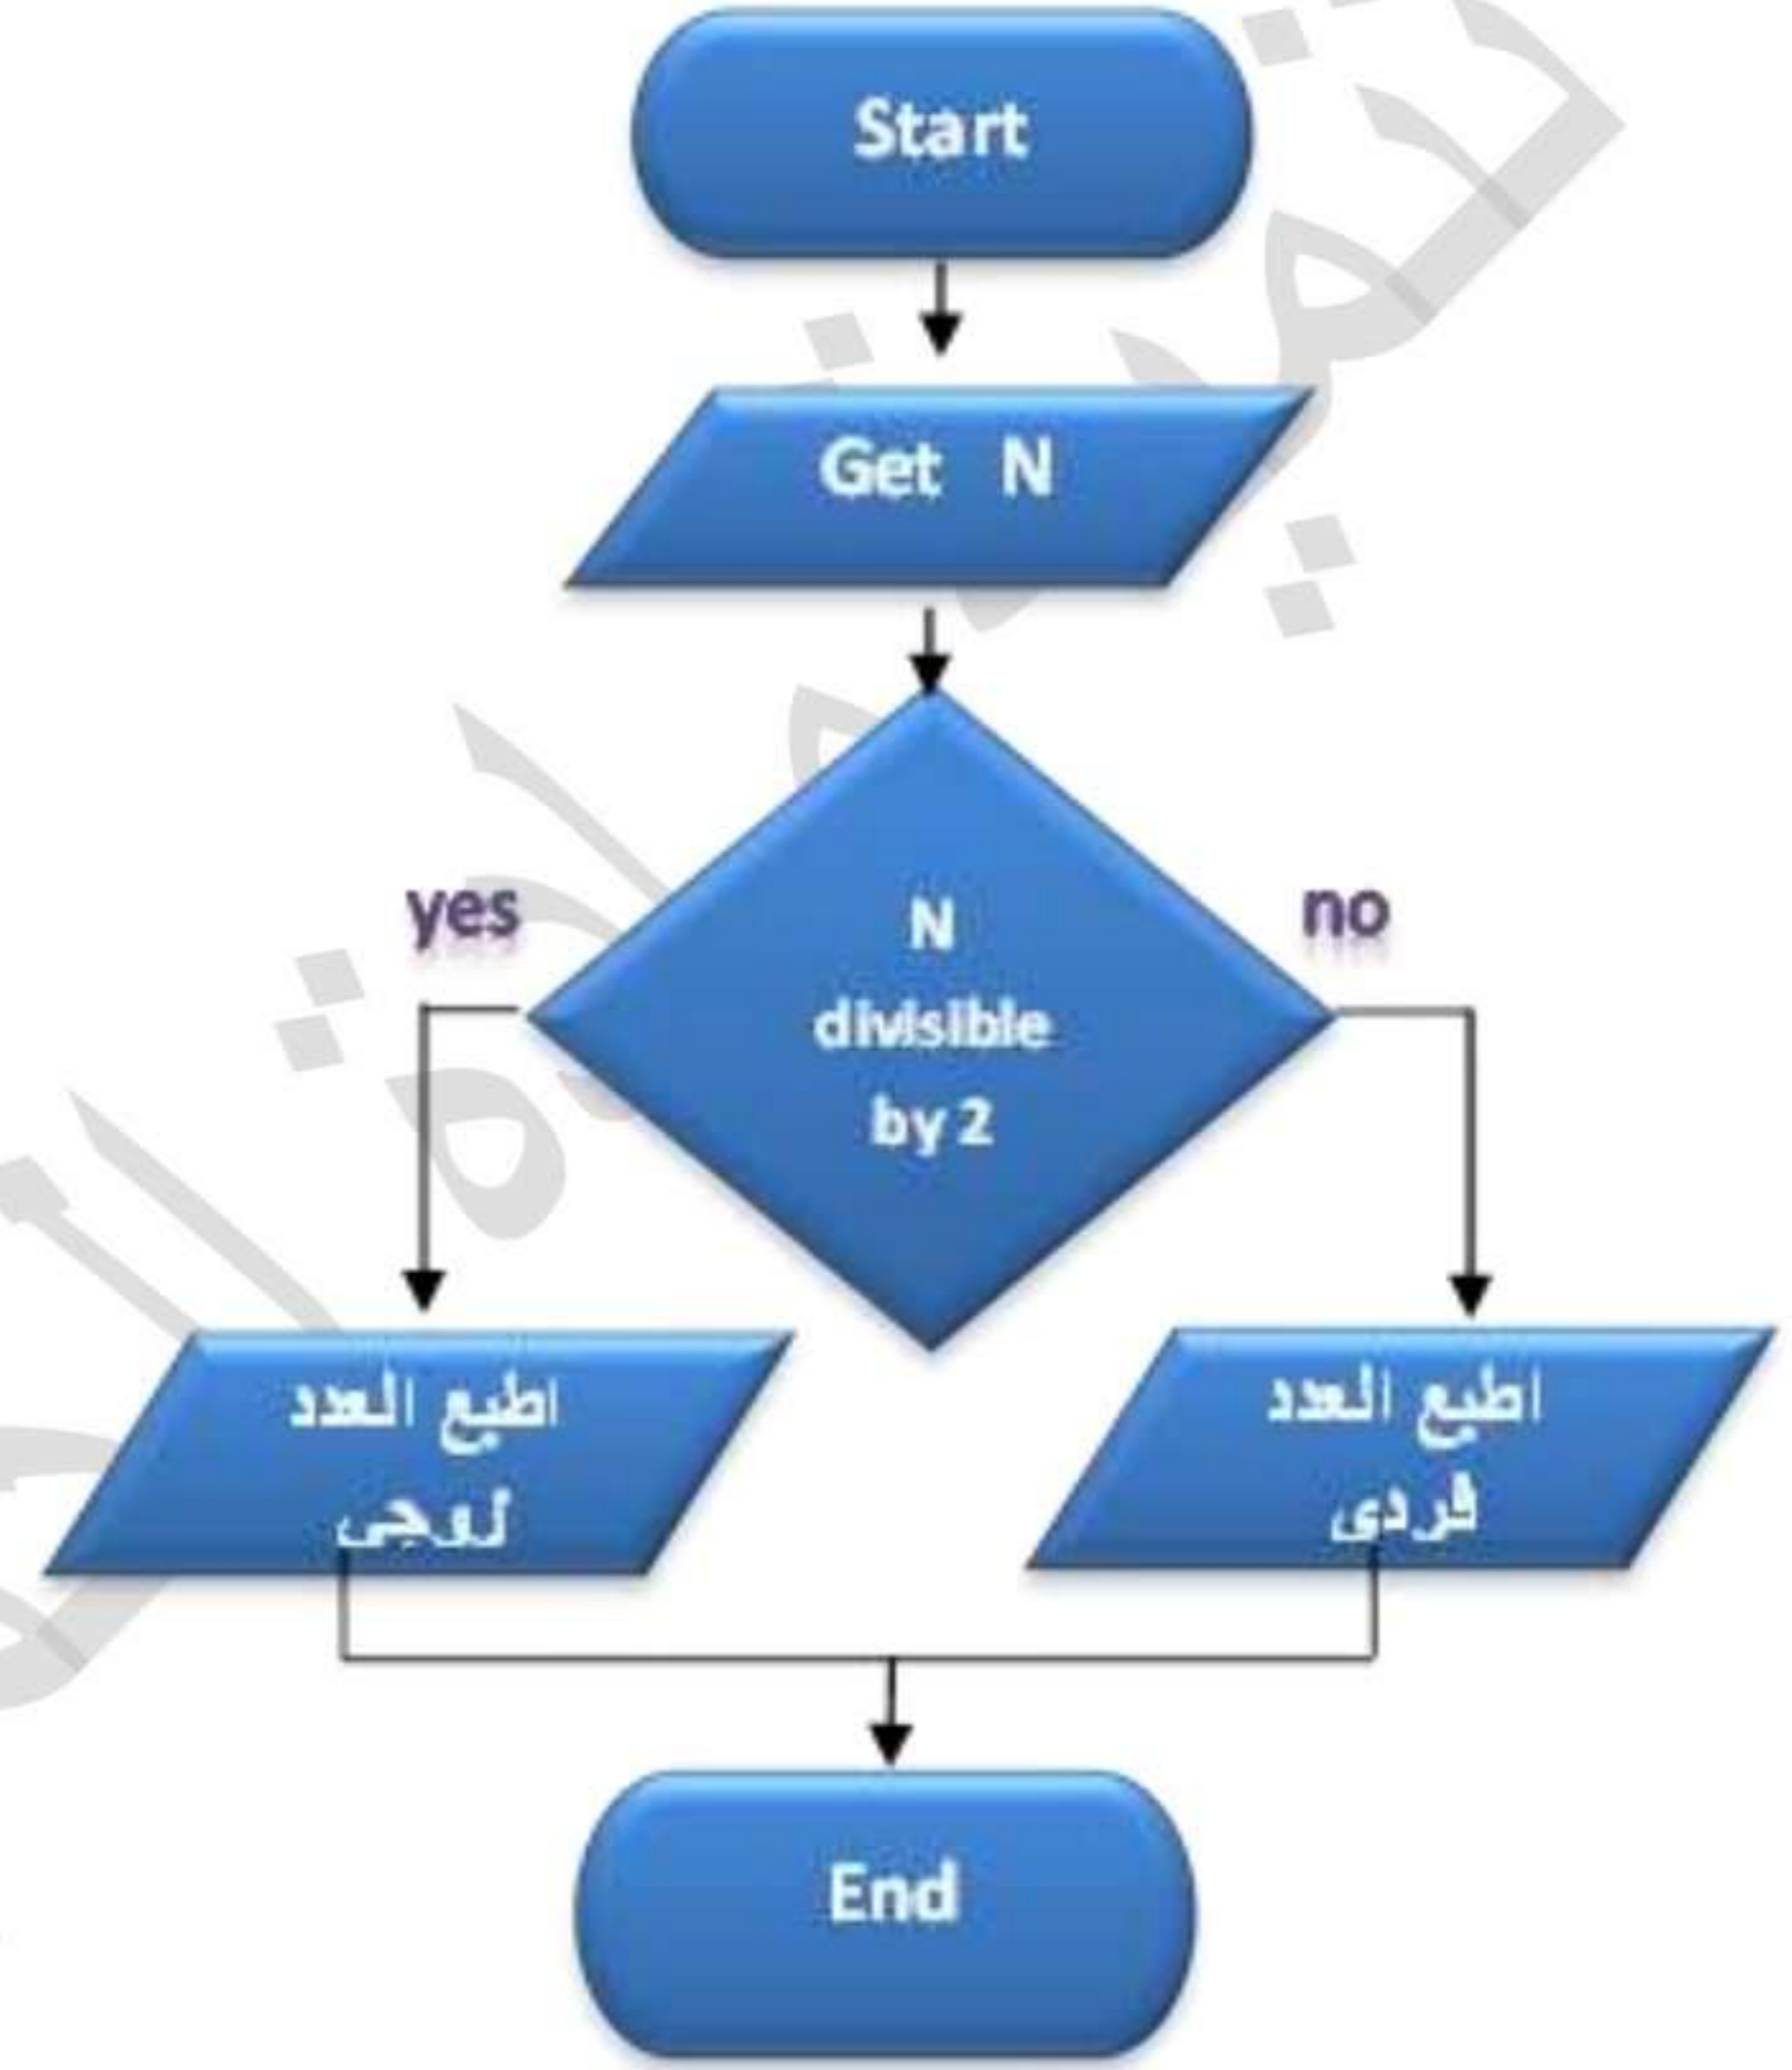 Start
Get N
N
divisible
by 2
yes
no
اطبع العدد
زوجى
اطبع العدد
فردى
End